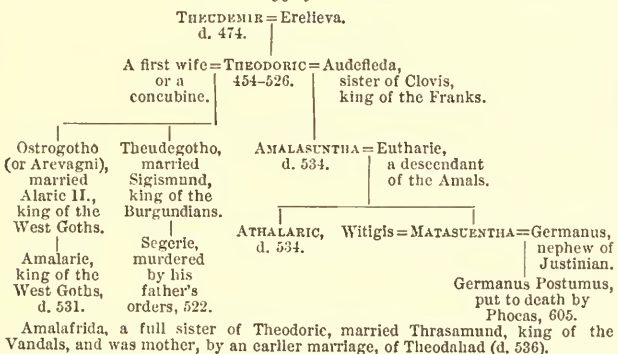 THEUDEMIR = Erelieva.
d. 474.
A first wife = THEODORIC = Audefleda,
or a 454–526. sister of Clovis,
concubine. king of the Franks.
Ostrogotho Theudegotho, AMALASUNTHA = Eutharic,
(or Arevagni), married d. 534. a descendant
married Sigismund, of the Amals.
Alaric II., king of the
king of the Burgundians.
West Goths. ATHALARIC, Witigis = MATASUENTHA = Germanus,
Segeric, d. 534. nephew of
Amalaric, murdered Justinian.
king of the by his
West Goths, father's Germanus Postumus,
d. 531. orders, 522. put to death by
Phocas, 605.
Amalafrida, a full sister of Theodoric, married Thrasamund, king of the
Vandals, and was mother, by an earlier marriage, of Theodahad (d. 536).